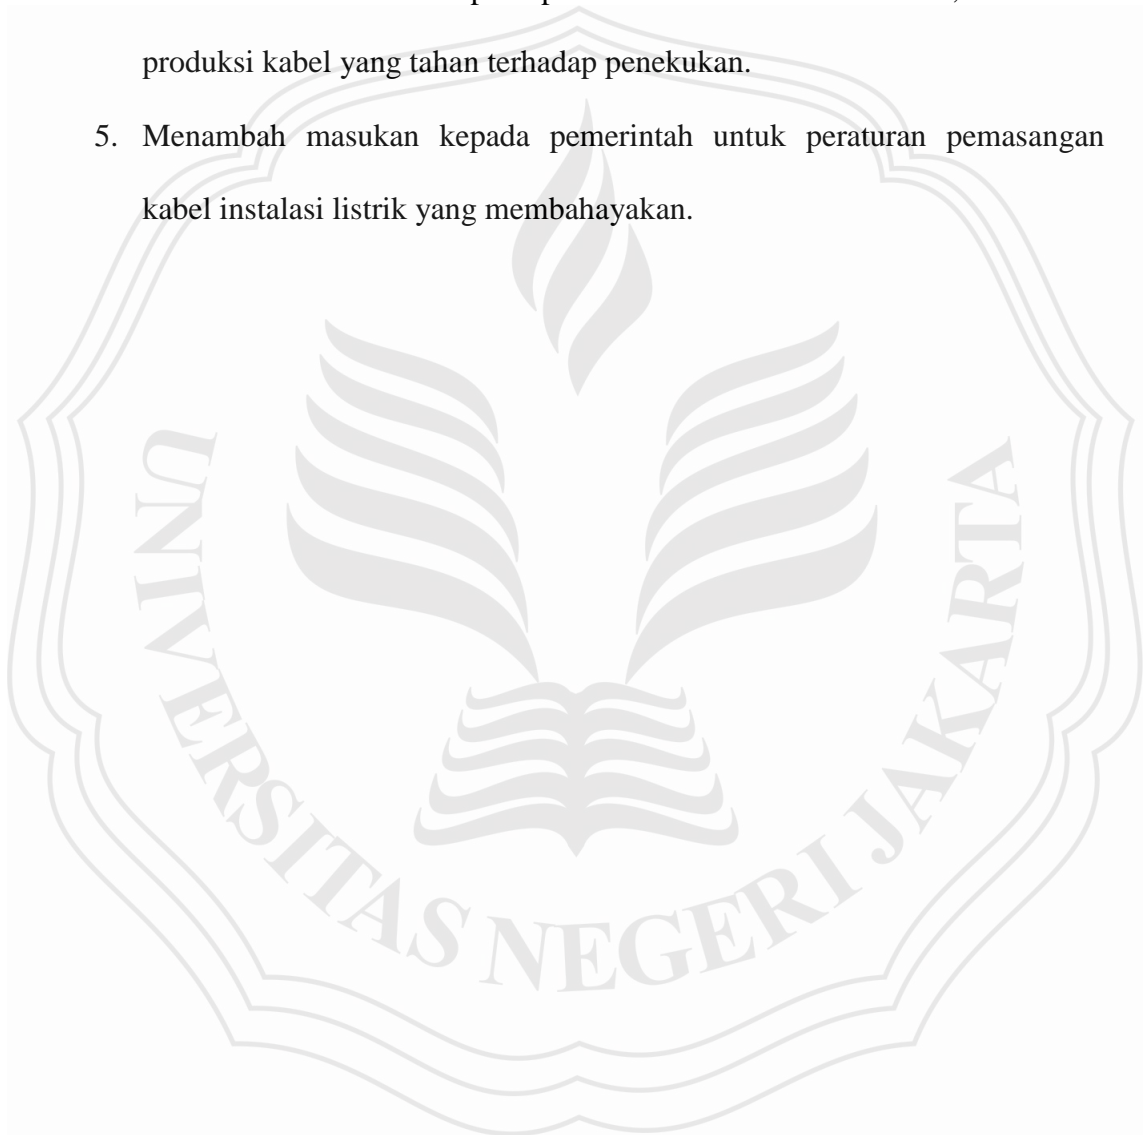 produksi kabel yang tahan terhadap penekukan.
5. Menambah masukan kepada pemerintah untuk peraturan pemasangan
kabel instalasi listrik yang membahayakan.
UNIVERSITAS NEGERI JAKARTA